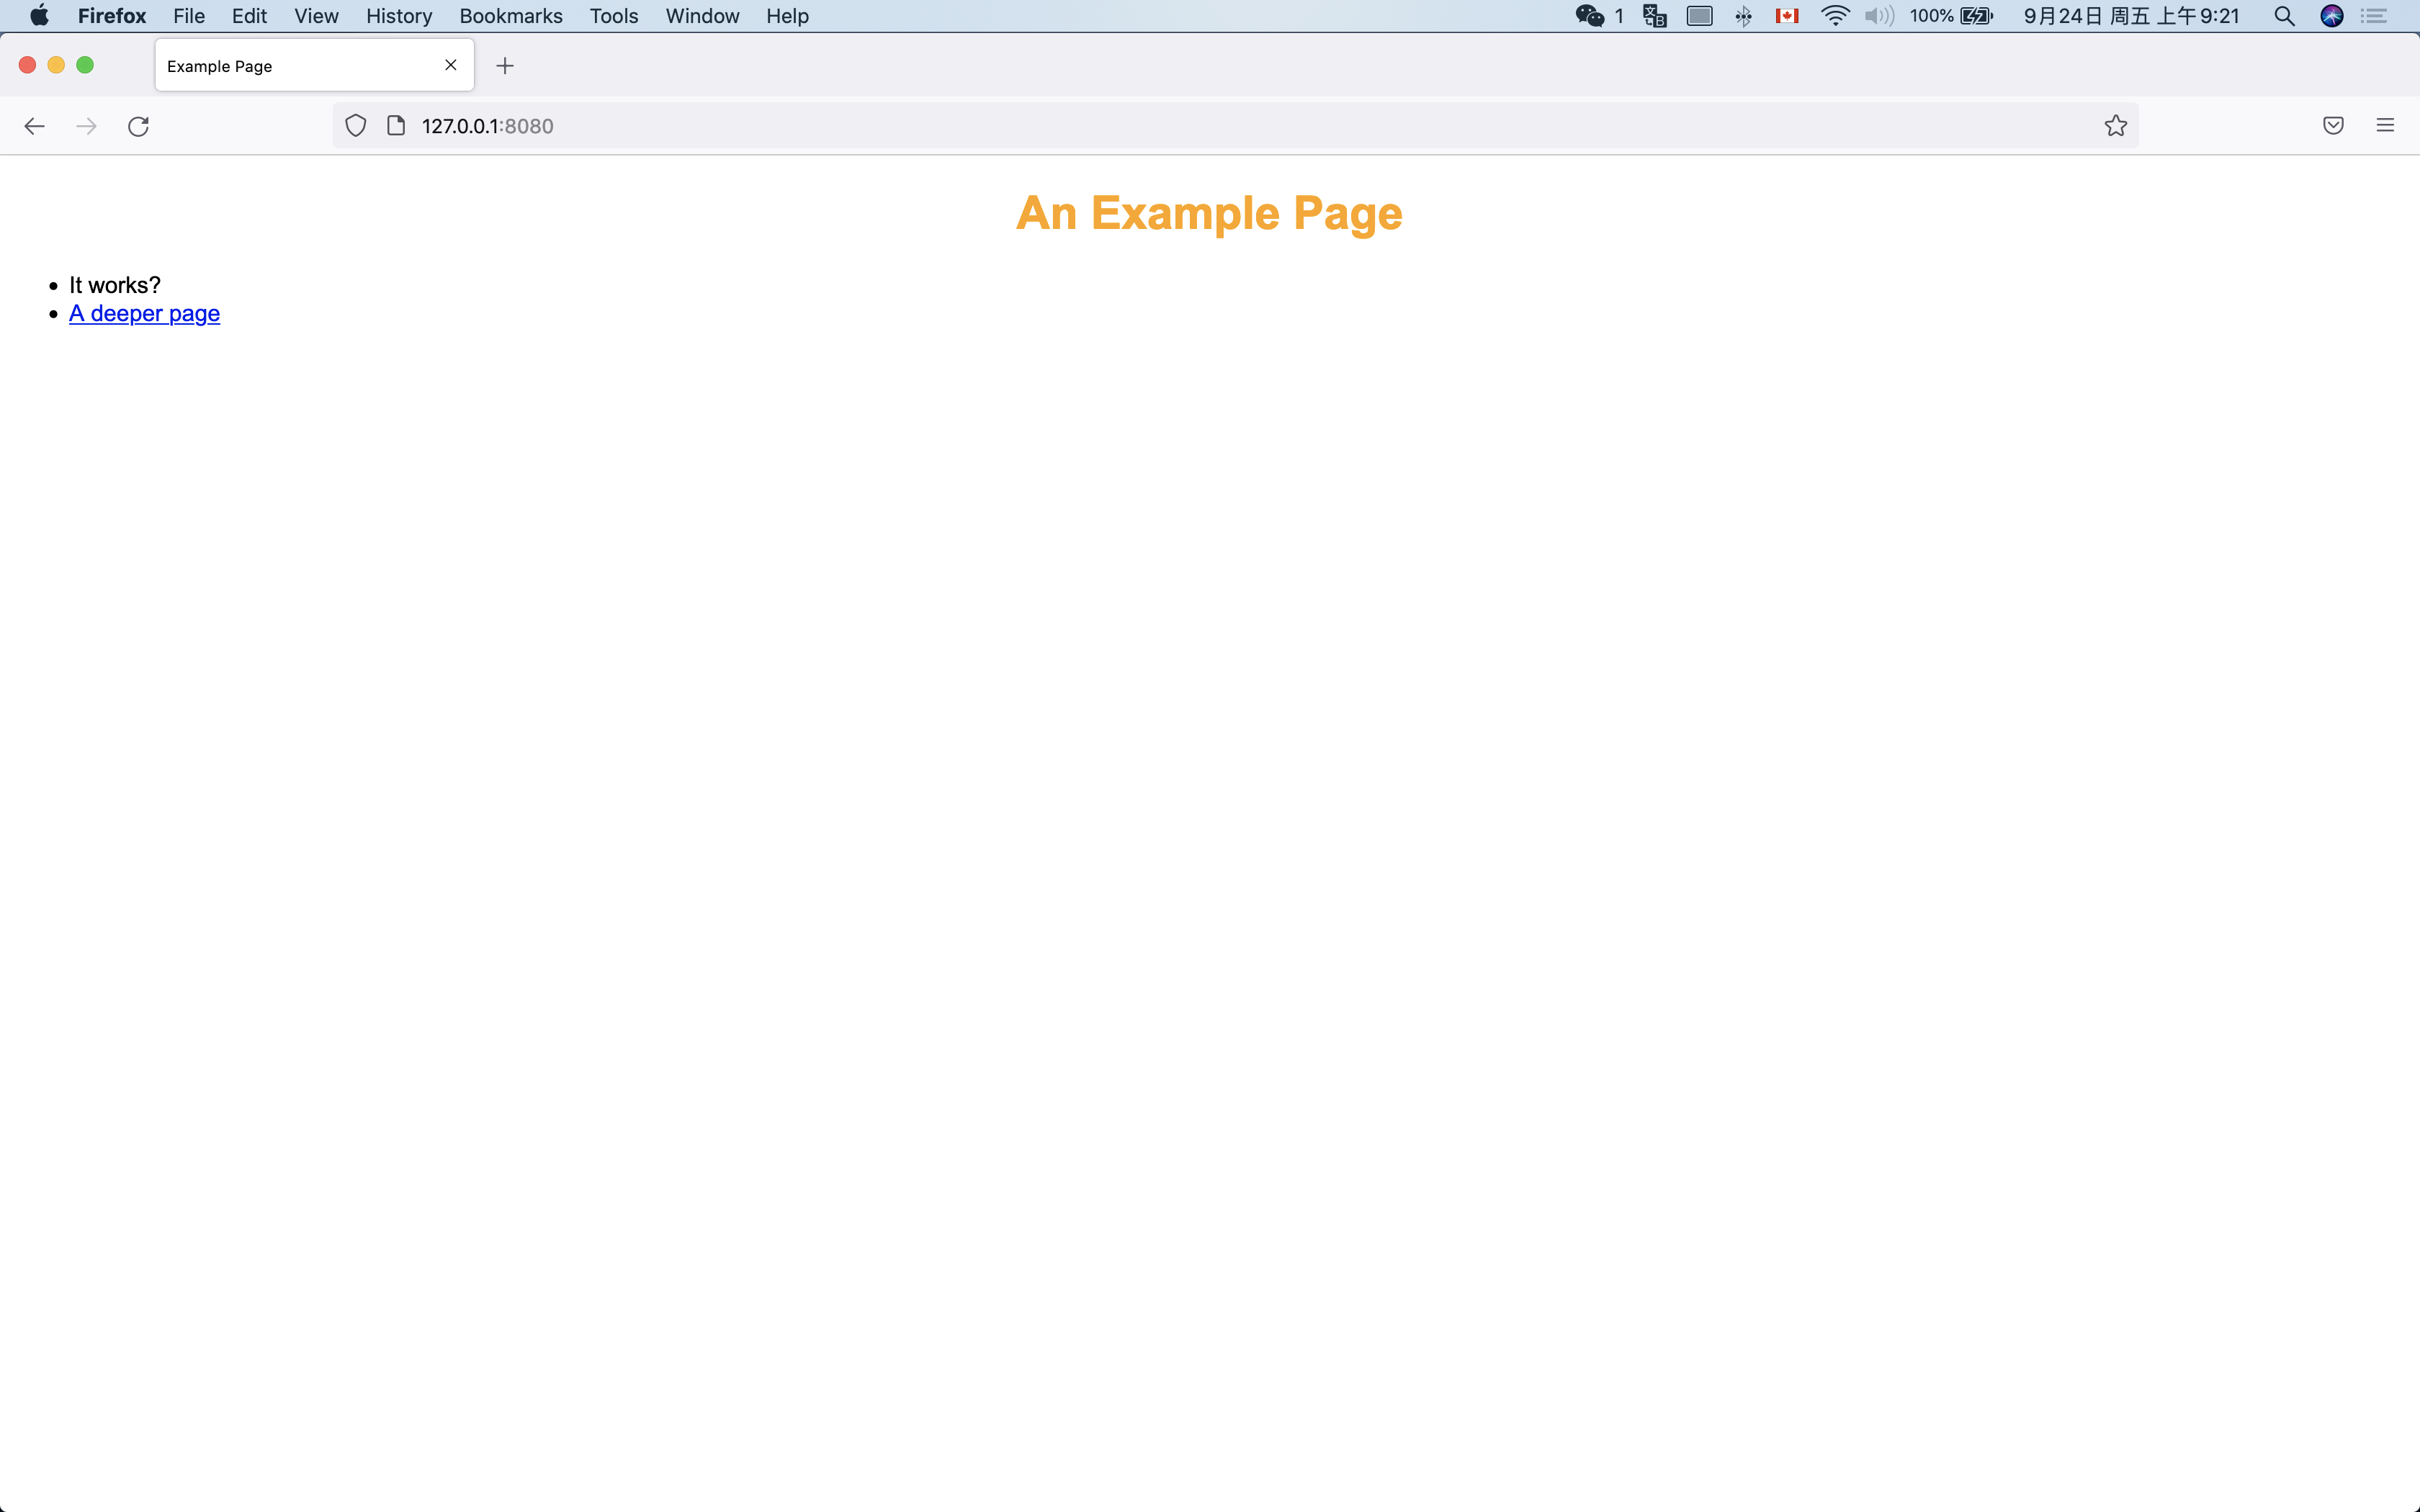 Firefox File Edit View History Bookmarks Tools Window Help 1 100% 9月24日 周五 上午9:21
Example Page
127.0.0.1:8080
An Example Page
It works?
A deeper page